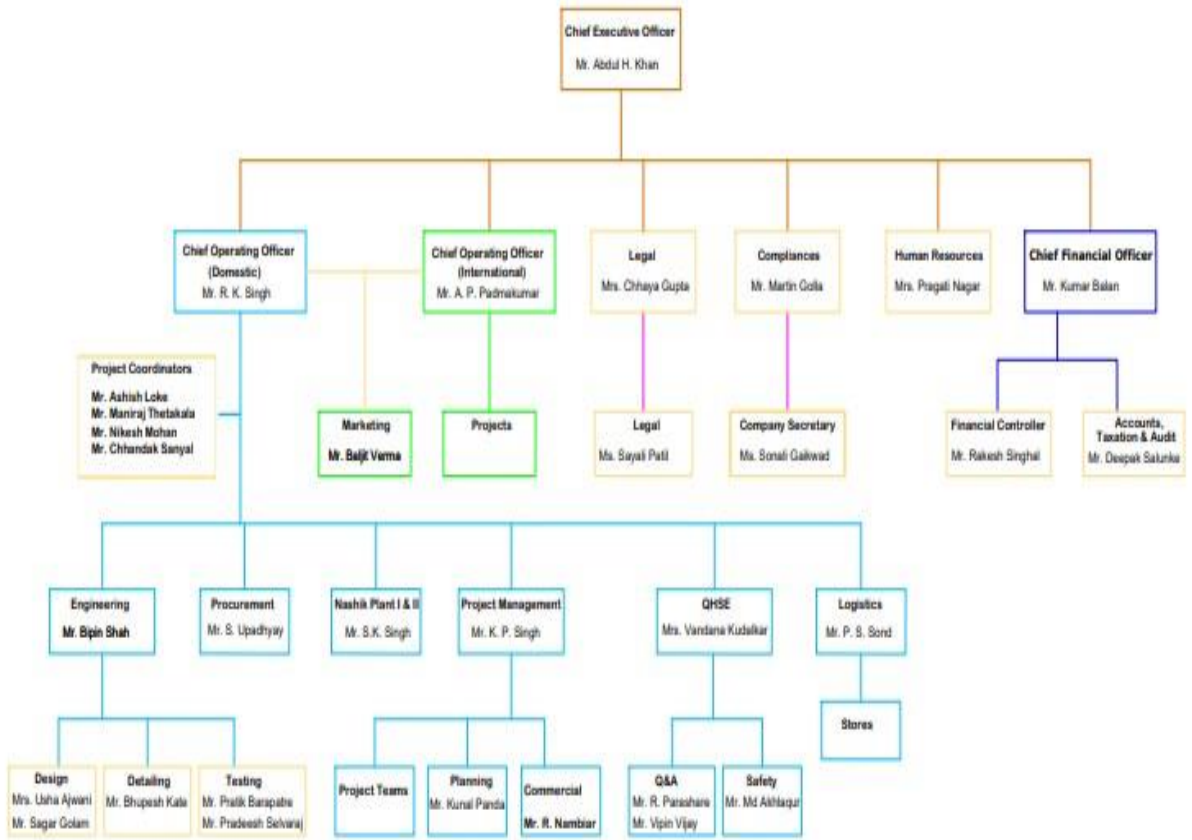 Chief Executive Officer
Mr. Abdul H. Khan
Chief Operating Officer
(Domestic)
Mr. R. K. Singh
Chief Operating Officer
(International)
Mr. A. P. Padmakumar
Legal
Mrs. Chhaya Gupta
Compliances
Mr. Martin Golla
Human Resources
Mrs. Pragati Nagar
Chief Financial Officer
Mr. Kumar Balan
Project Coordinators
Mr. Ashish Loke
Mr. Maniraj Thetakala
Mr. Nikesh Mohan
Mr. Chhandak Sanyal
Marketing
Mr. Baljit Verma
Projects
Legal
Ms. Sayali Patil
Company Secretary
Ms. Sonali Gaikwad
Financial Controller
Mr. Rakesh Singhal
Accounts,
Taxation & Audit
Mr. Deepak Salunke
Engineering
Mr. Bipin Shah
Procurement
Mr. S. Upadhyay
Nashik Plant I & II
Mr. S.K. Singh
Project Management
Mr. K. P. Singh
QHSE
Mrs. Vandana Kudalkar
Logistics
Mr. P. S. Sond
Stores
Design
Mrs. Usha Ajwani
Mr. Sagar Golam
Detailing
Mr. Bhupesh Kate
Testing
Mr. Pratik Barapatre
Mr. Pradeesh Selvaraj
Project Teams
Planning
Mr. Kunal Panda
Commercial
Mr. R. Nambiar
Q&A
Mr. R. Parashare
Mr. Vipin Vijay
Safety
Mr. Md Akhlaqur